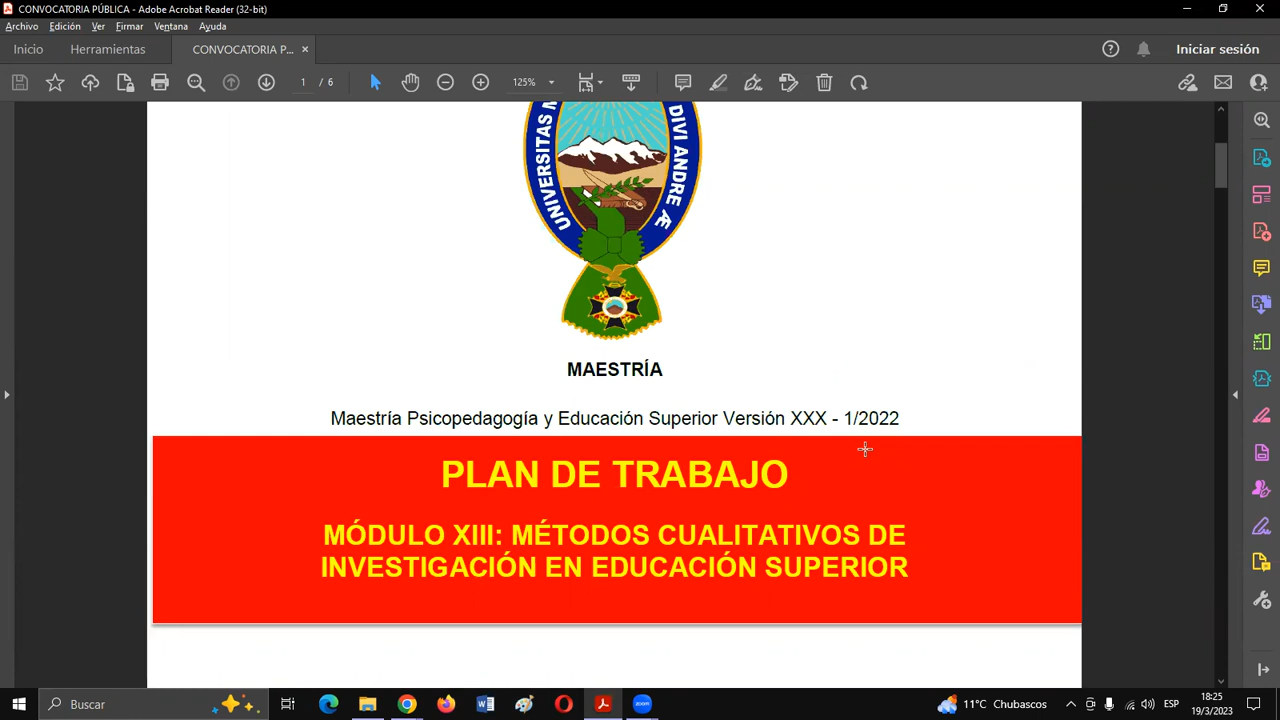 CONVOCATORIA PÚBLICA - Adobe Acrobat Reader (32-bit)
Archivo Edición Ver Firmar Ventana Ayuda
Inicio Herramientas CONVOCATORIA P... × Iniciar sesión
1 / 6 125%
UNIVERSITAS M DIVI ANDRE Æ
MAESTRÍA
Maestría Psicopedagogía y Educación Superior Versión XXX - 1/2022
PLAN DE TRABAJO
MÓDULO XIII: MÉTODOS CUALITATIVOS DE
INVESTIGACIÓN EN EDUCACIÓN SUPERIOR
Buscar zoom 11°C Chubascos ESP 18:25
19/3/2023